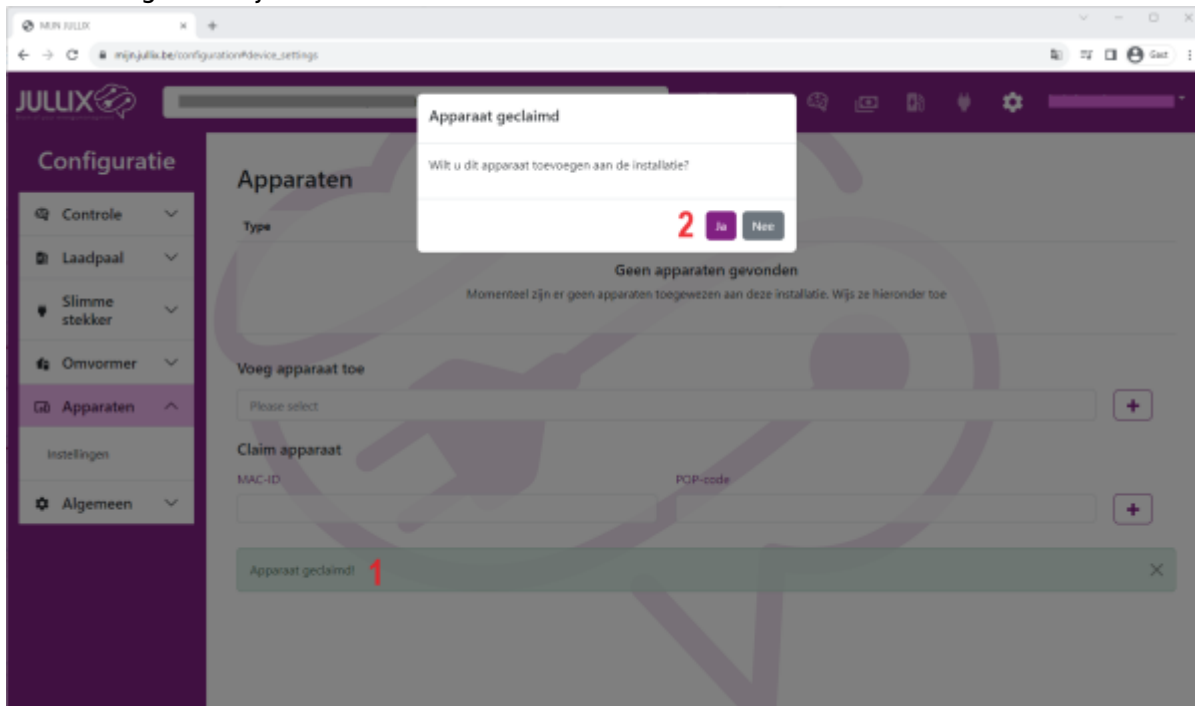 MIJN JULLIX
mijn.jullix.be/configuration#device_settings
Gast
JULLIX
Apparaat geclaimd
Wilt u dit apparaat toevoegen aan de installatie?
2 Ja Nee
Configuratie
Controle
Laadpaal
Slimme
stekker
Omvormer
Apparaten
Instellingen
Algemeen
Apparaten
Type
Geen apparaten gevonden
Momenteel zijn er geen apparaten toegewezen aan deze installatie. Wijs ze hieronder toe
Voeg apparaat toe
Please select
+
Claim apparaat
MAC-ID POP-code
+
Apparaat geclaimd! 1